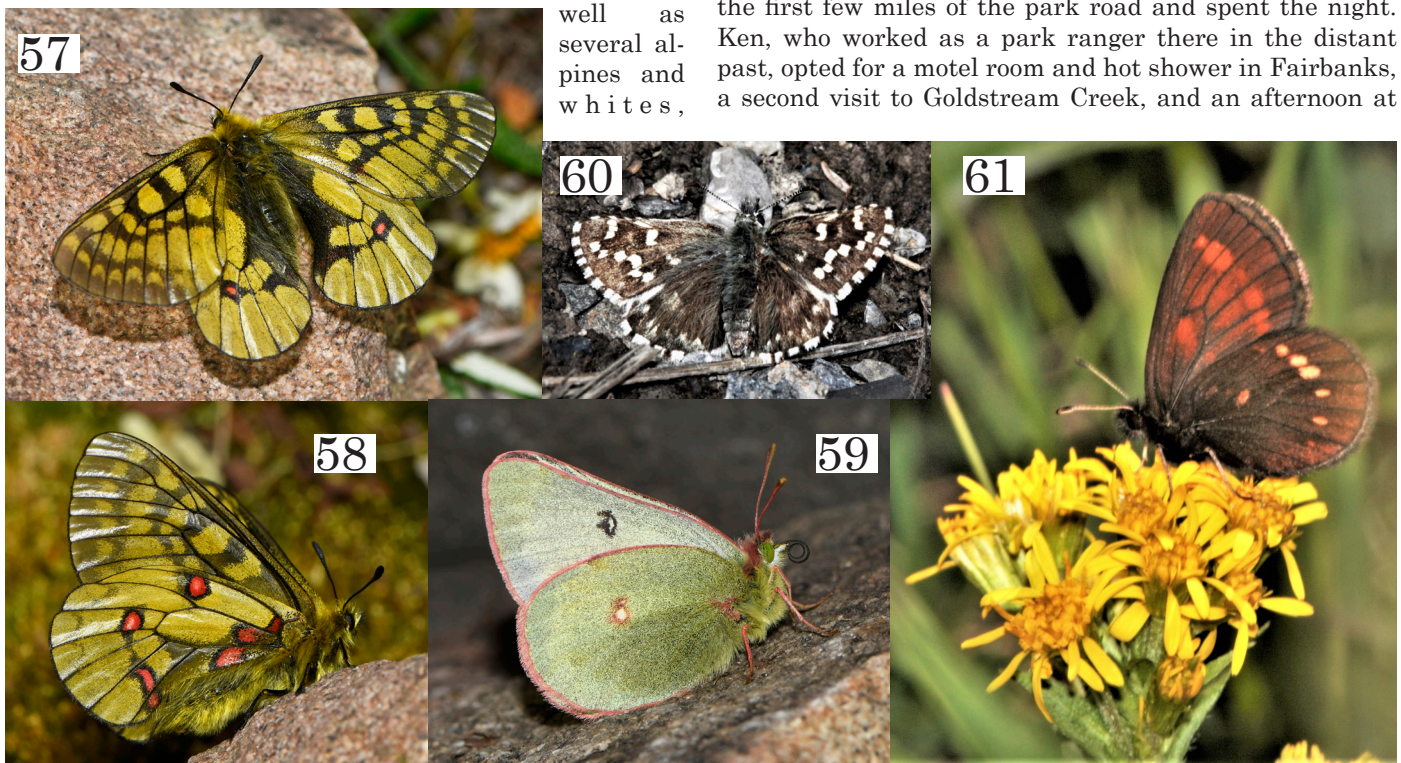 well as
several al-
pines and
whites,
the first few miles of the park road and spent the night.
Ken, who worked as a park ranger there in the distant
past, opted for a motel room and hot shower in Fairbanks,
a second visit to Goldstream Creek, and an afternoon at
57
60
61
58
59